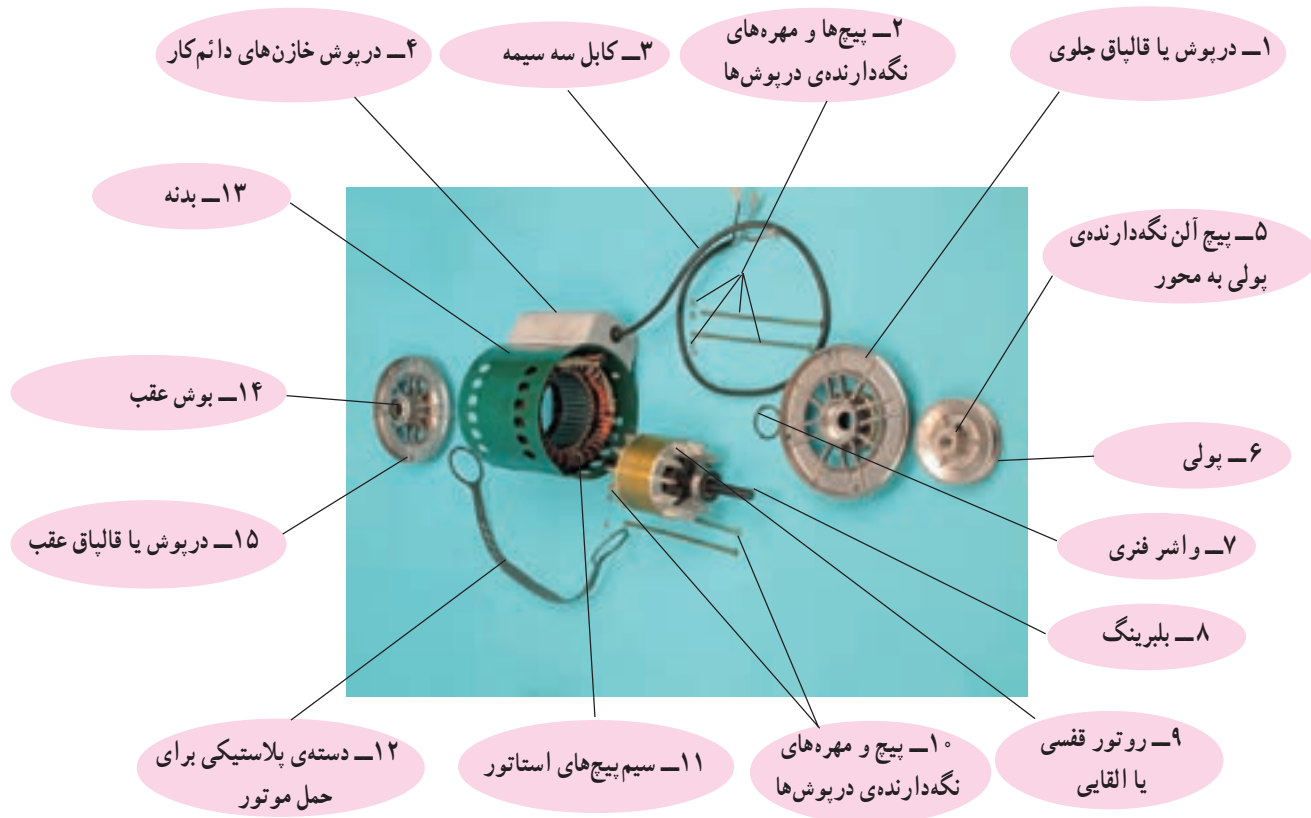 ۱ــ درپوش یا قالپاق جلوی
۲ــ پیچ‌ها و مهره‌های
نگه‌دارنده‌ی درپوش‌ها
۳ــ کابل سه سیمه
۴ــ درپوش خازن‌های دائم‌کار
۵ــ پیچ آلن نگه‌دارنده‌ی
پولی به محور
۶ــ پولی
۷ــ واشر فنری
۸ــ بلبرینگ
۹ــ روتور قفسی
یا القایی
۱۰ــ پیچ و مهره‌های
نگه‌دارنده‌ی درپوش‌ها
۱۱ــ سیم‌پیچ‌های استاتور
۱۲ــ دسته‌ی پلاستیکی برای
حمل موتور
۱۳ــ بدنه
۱۴ــ بوش عقب
۱۵ــ درپوش یا قالپاق عقب